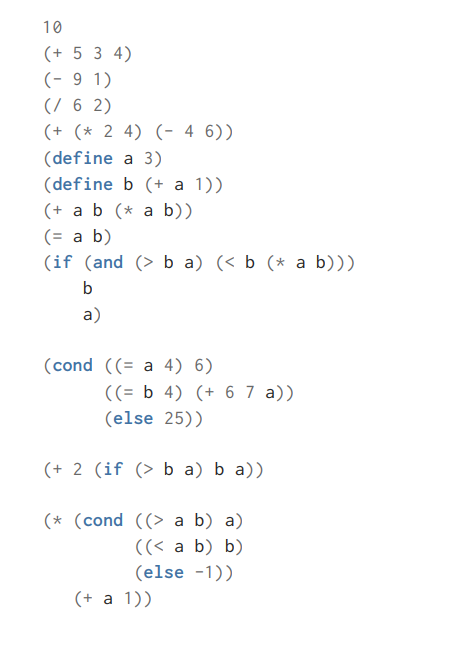 10
(+ 5 3 4)
(- 9 1)
(/ 6 2)
(+ (* 2 4) (- 4 6))
(define a 3)
(define b (+ a 1))
(+ a b (* a b))
(= a b)
(if (and (> b a) (< b (* a b)))
    b
    a)

(cond ((= a 4) 6)
      ((= b 4) (+ 6 7 a))
      (else 25))

(+ 2 (if (> b a) b a))

(* (cond ((> a b) a)
         ((< a b) b)
         (else -1))
   (+ a 1))